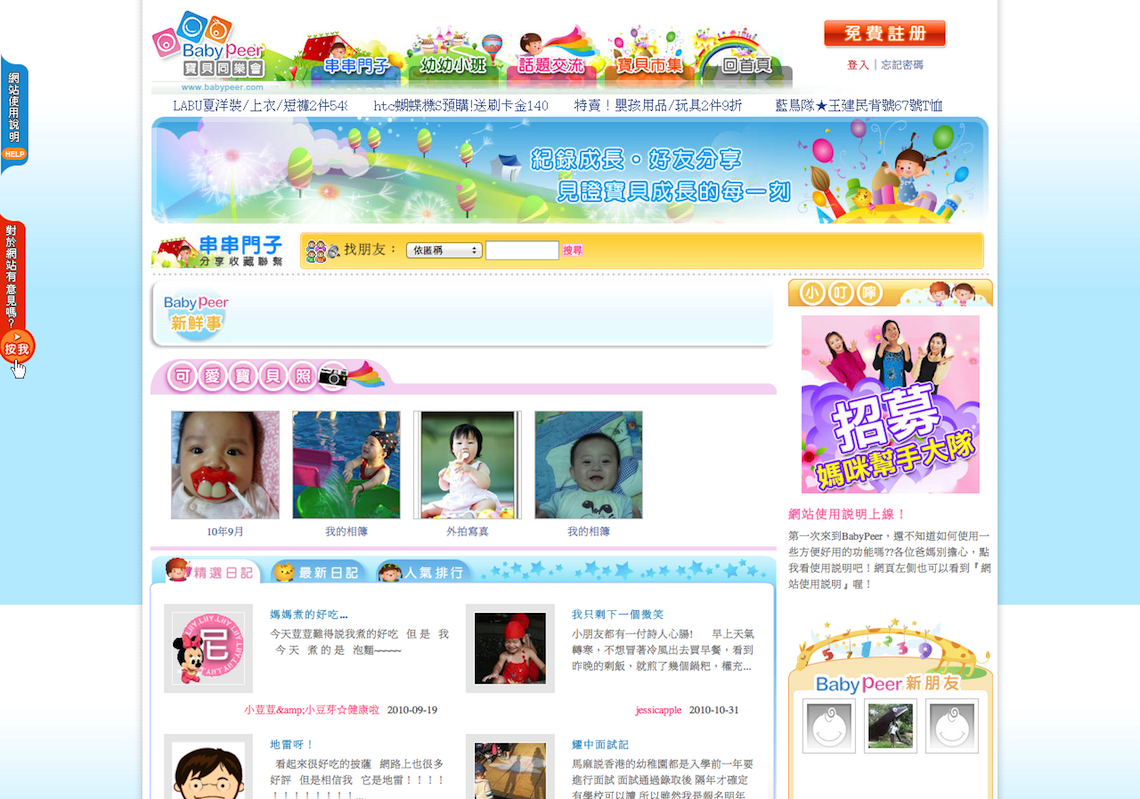 網站使用說明
HELP
對於網站有意見嗎?
按我
Baby Peer
寶貝同樂會
www.babypeer.com
串串門子
幼幼小班
話題交流
寶貝市集
回首頁
免費註冊
登入 | 忘記密碼
LABU夏洋裝/上衣/短褲2件54
htc蝴蝶機S預購!送刷卡金140
特賣！嬰孩用品/玩具2件9折
藍鳥隊★王建民背號67號T恤
紀錄成長。好友分享
見證寶貝成長的每一刻
串串門子
分享收藏聯繫
找朋友：
依匿稱
搜尋
Baby Peer
新鮮事
可愛寶貝照
10年9月
我的相簿
外拍寫真
我的相簿
精選日記
最新日記
人氣排行
媽媽煮的好吃...
今天荳荳難得説我煮的好吃 但 是 我
今 天 煮 的 是 泡麵~~~~~
小荳荳&amp;小豆芽☆健康啦 2010-09-19
我只剩下一個微笑
小朋友都有一付詩人心腸! 早上天氣
轉寒，不想冒著冷風出去買早餐，看到
昨晚的剩飯，就煎了幾個鍋粑，權充...
jessicapple 2010-10-31
地雷呀！
看起來很好吃的披薩 網路上也很多
好評 但是相信我 它是地雷！！！！
！！！！！！！！...
耀中面試記
馬麻説香港的幼稚園都是入學前一年要
進行面試 面試通過錄取後 隔年才確定
有學校可以讀 所以雖然我是報名明年
小叮嚀
招募
媽咪幫手大隊
網站使用説明上線！
第一次來到BabyPeer，還不知道如何使用一
些方便好用的功能嗎??各位爸媽別擔心，點
我看使用説明吧！網頁左側也可以看到『網
站使用説明』喔！
Baby Peer 新朋友